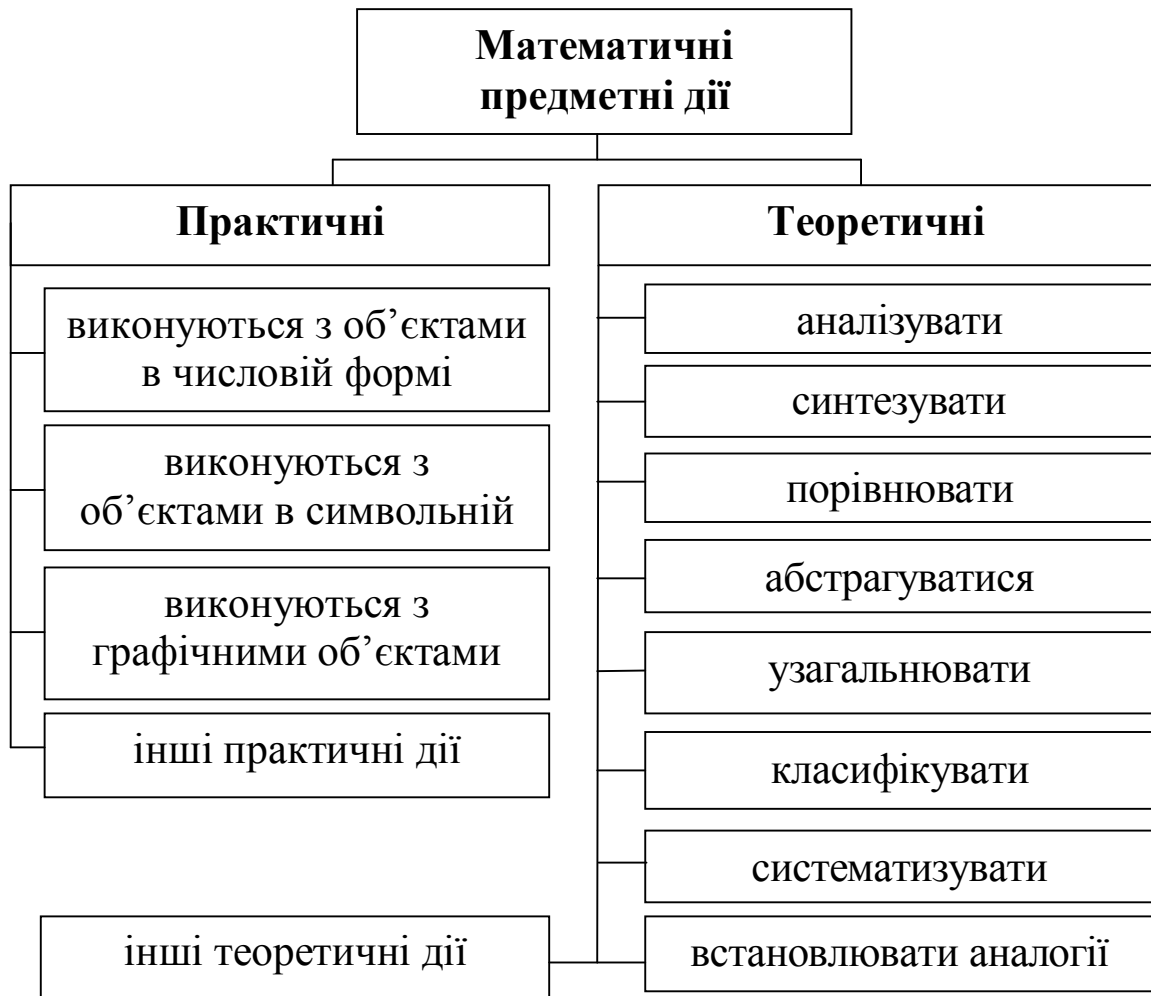 Математичні
предметні дії
Практичні
виконуються з об’єктами
в числовій формі
виконуються з
об’єктами в символьній
виконуються з
графічними об’єктами
інші практичні дії
Теоретичні
аналізувати
синтезувати
порівнювати
абстрагуватися
узагальнювати
класифікувати
систематизувати
встановлювати аналогії
інші теоретичні дії